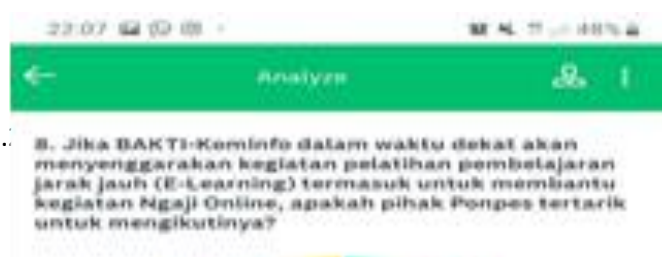 22:07
48%
Analyze
8. Jika BAKTI-Kominfo dalam waktu dekat akan
menyenggarakan kegiatan pelatihan pembelajaran
jarak jauh (E-Learning) termasuk untuk membantu
kegiatan Ngaji Online, apakah pihak Ponpes tertarik
untuk mengikutinya?